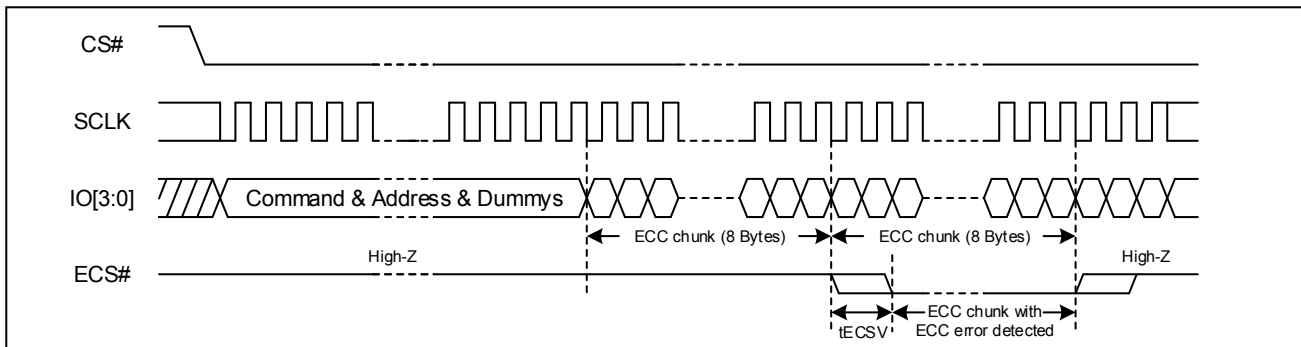 CS#
SCLK
IO[3:0]
Command & Address & Dummys
ECC chunk (8 Bytes)
ECC chunk (8 Bytes)
High-Z
High-Z
ECS#
ECC chunk with
ECC error detected
tECSV